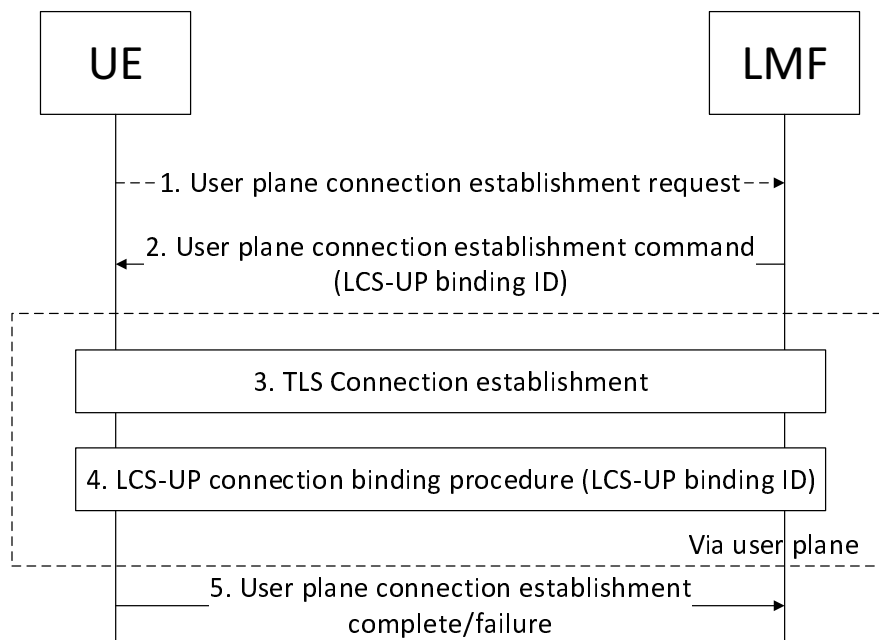 UE
LMF
1. User plane connection establishment request
2. User plane connection establishment command
(LCS-UP binding ID)
3. TLS Connection establishment
4. LCS-UP connection binding procedure (LCS-UP binding ID)
Via user plane
5. User plane connection establishment
complete/failure